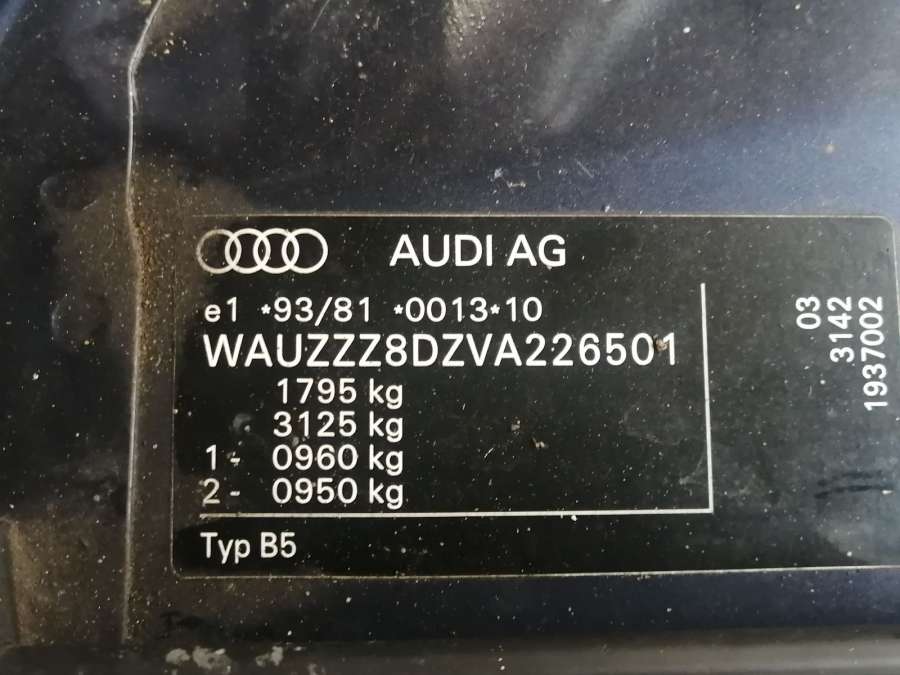 AUDI AG
e1 *93/81 *0013*10
WAUZZZ8DZVA226501
1795 kg
3125 kg
1- 0960 kg
2- 0950 kg
Typ B5
03
3142
1937002